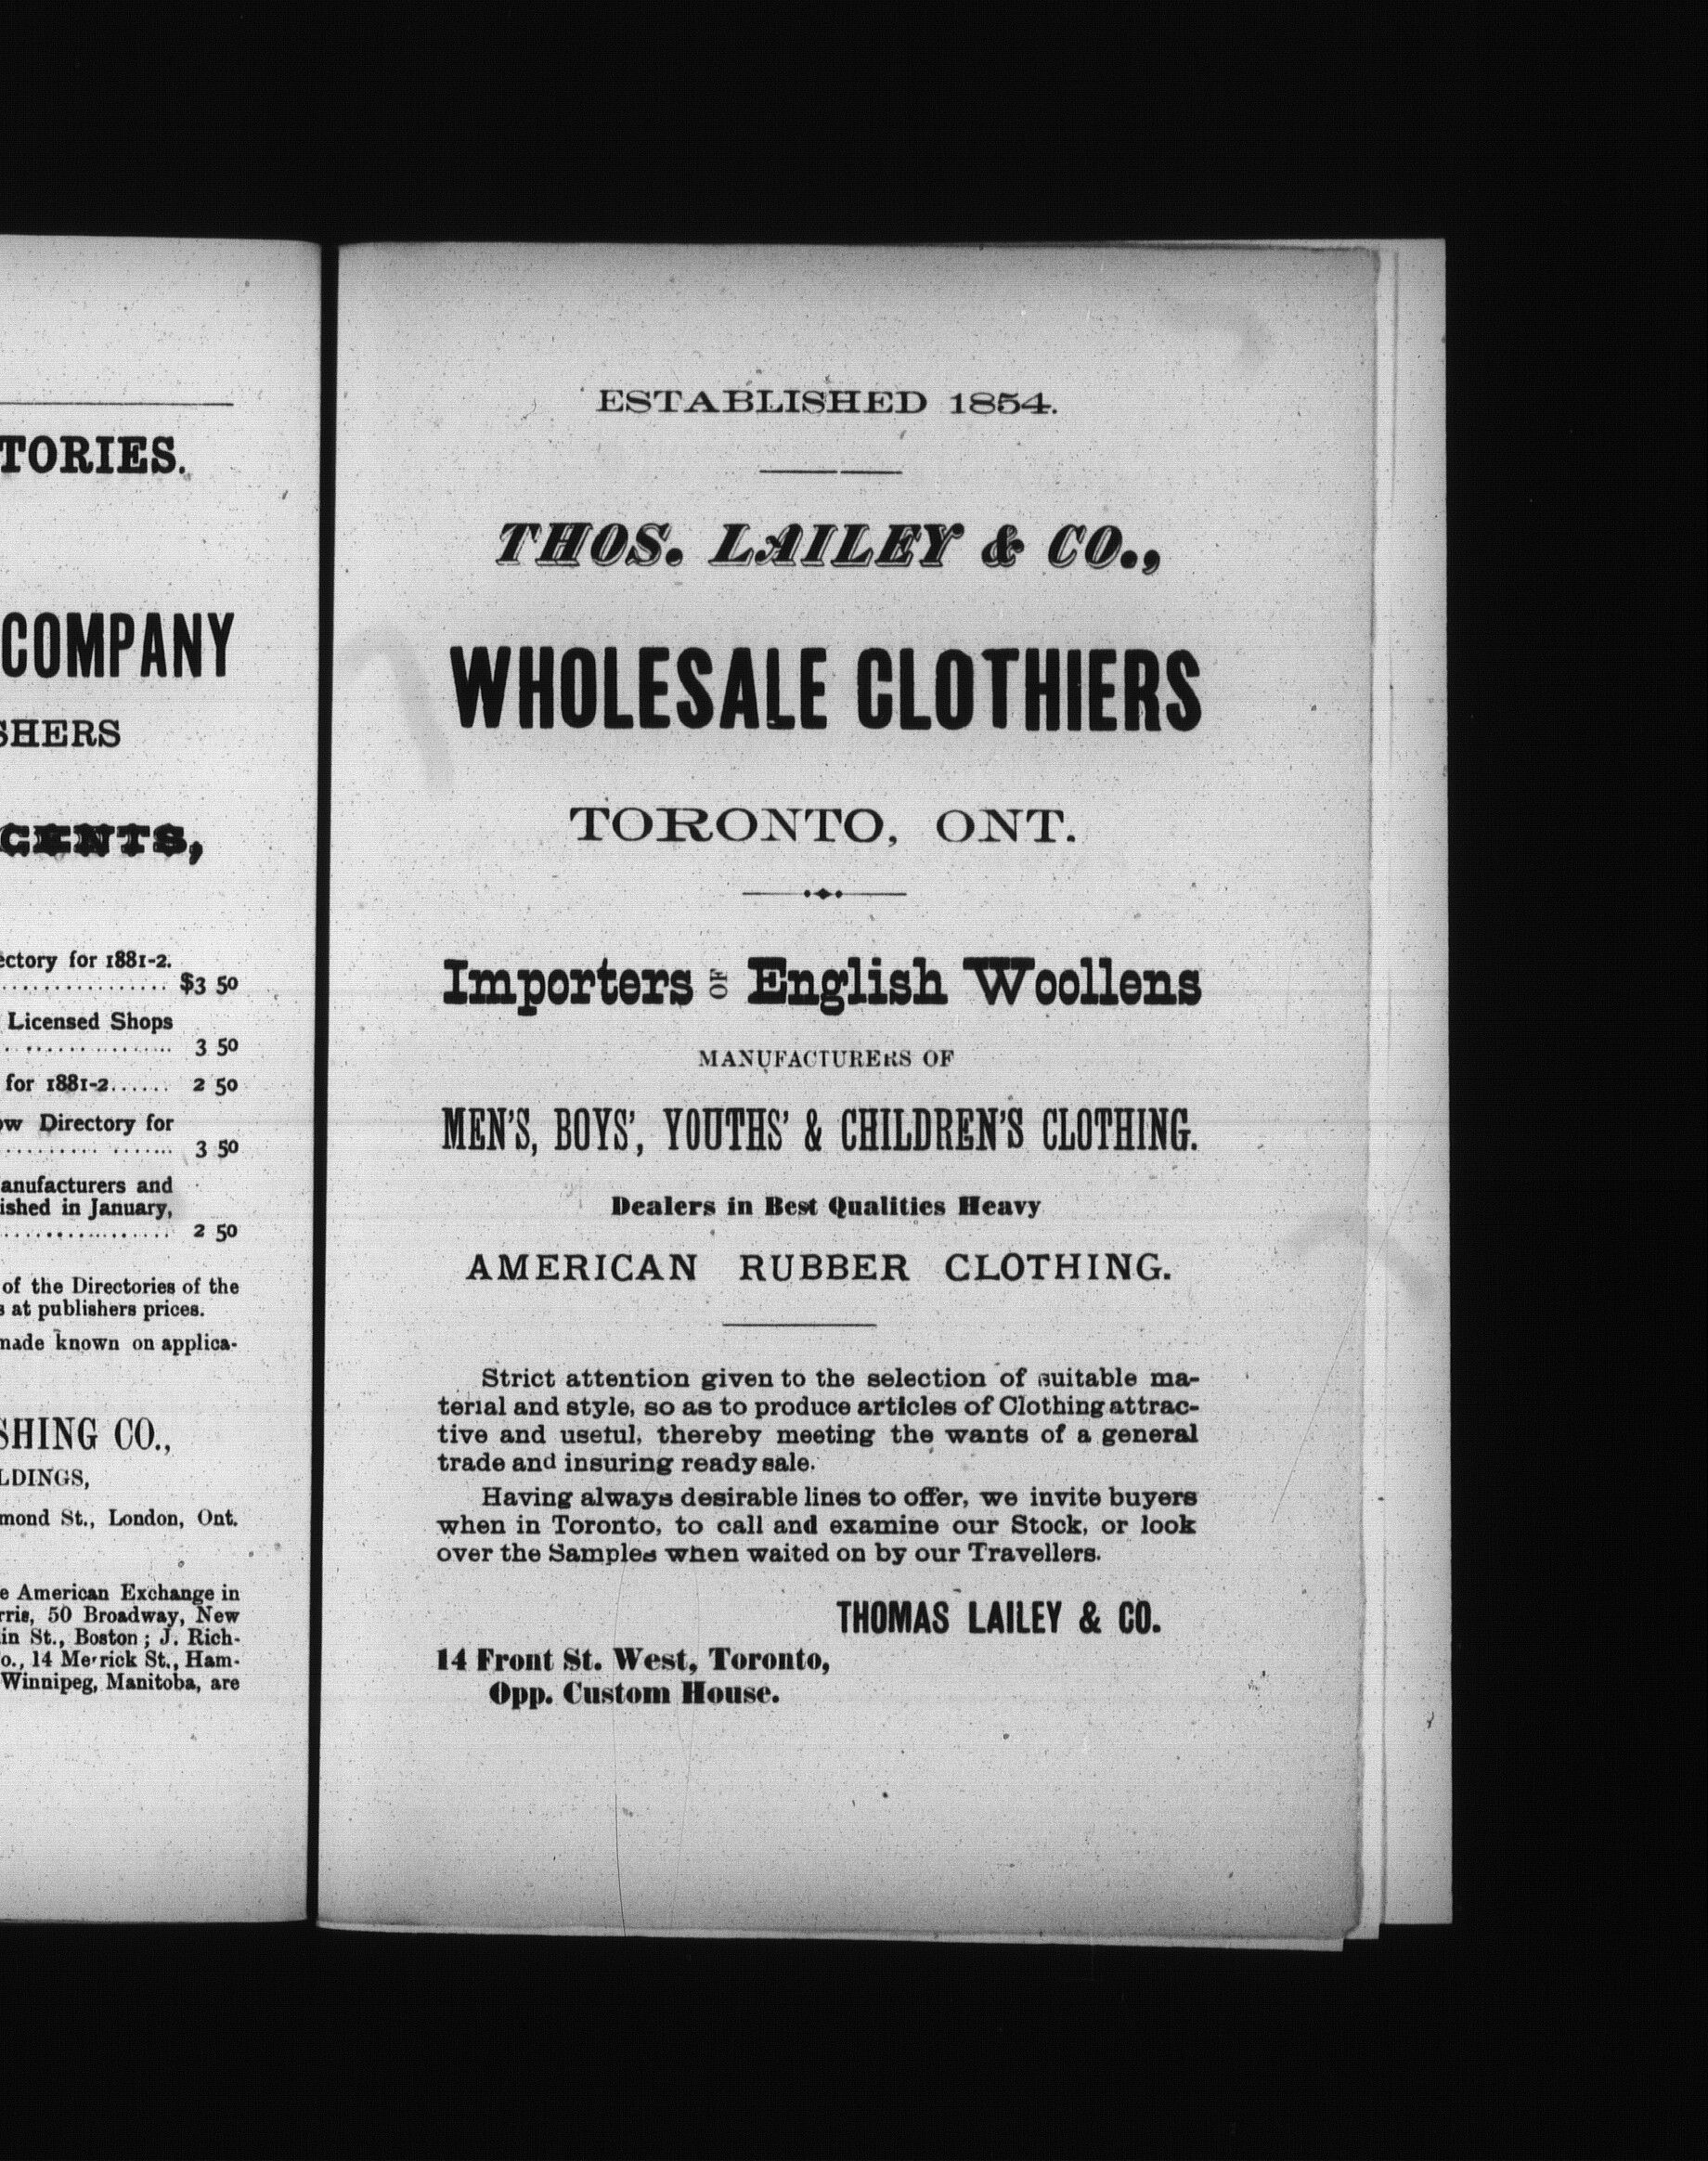 TORIES.
COMPANY
SHERS
GENTS,
ectory for 1881-2.
................ $3 50
Licensed Shops
................ 3 50
for 1881-2...... 2 50
ow Directory for
................ 3 50
anufacturers and
ished in January,
................ 2 50
of the Directories of the
s at publishers prices.
made known on applica-
SHING CO.,
LDINGS,
mond St., London, Ont.
e American Exchange in
rris, 50 Broadway, New
in St., Boston; J. Rich-
o., 14 Merrick St., Ham-
Winnipeg, Manitoba, are
ESTABLISHED 1854.
THOS. LAILEY & CO.,
WHOLESALE CLOTHIERS
TORONTO, ONT.
Importers OF English Woollens
MANUFACTURERS OF
MEN'S, BOYS', YOUTHS' & CHILDREN'S CLOTHING.
Dealers in Best Qualities Heavy
AMERICAN RUBBER CLOTHING.
Strict attention given to the selection of suitable ma-
terial and style, so as to produce articles of Clothing attrac-
tive and useful, thereby meeting the wants of a general
trade and insuring ready sale.
Having always desirable lines to offer, we invite buyers
when in Toronto, to call and examine our Stock, or look
over the Samples when waited on by our Travellers.
THOMAS LAILEY & CO.
14 Front St. West, Toronto,
Opp. Custom House.